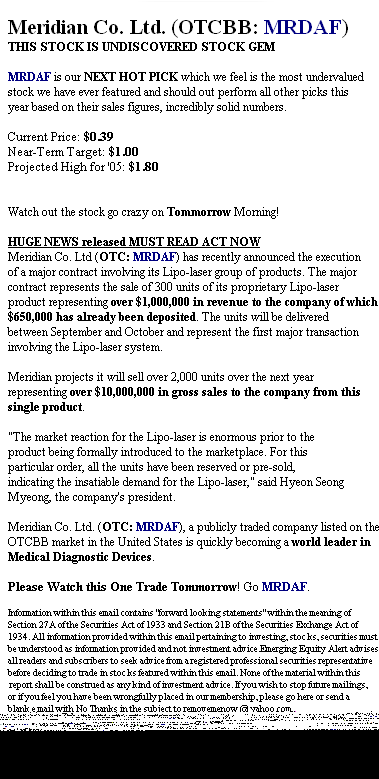 Meridian Co. Ltd. (OTCBB: MRDAF)
THIS STOCK IS UNDISCOVERED STOCK GEM
MRDAF is our NEXT HOT PICK which we feel is the most undervalued
stock we have ever featured and should out perform all other picks this
year based on their sales figures, incredibly solid numbers.
Current Price: $0.39
Near-Term Target: $1.00
Projected High for '05: $1.80
Watch out the stock go crazy on Tommorrow Morning!
HUGE NEWS released MUST READ ACT NOW
Meridian Co. Ltd (OTC: MRDAF) has recently announced the execution
of a major contract involving its Lipo-laser group of products. The major
contract represents the sale of 300 units of its proprietary Lipo-laser
product representing over $1,000,000 in revenue to the company of which
$650,000 has already been deposited. The units will be delivered
between September and October and represent the first major transaction
involving the Lipo-laser system.
Meridian projects it will sell over 2,000 units over the next year
representing over $10,000,000 in gross sales to the company from this
single product.
"The market reaction for the Lipo-laser is enormous prior to the
product being formally introduced to the marketplace. For this
particular order, all the units have been reserved or pre-sold,
indicating the insatiable demand for the Lipo-laser," said Hyeon Seong
Myeong, the company's president.
Meridian Co. Ltd. (OTC: MRDAF), a publicly traded company listed on the
OTCBB market in the United States is quickly becoming a world leader in
Medical Diagnostic Devices.
Please Watch this One Trade Tommorrow! Go MRDAF.
Information within this email contains "forward looking statements" within the meaning of
Section 27A of the Securities Act of 1933 and Section 21B of the Securities Exchange Act of
1934. All information provided within this email pertaining to investing, stocks, securities must
be understood as information provided and not investment advice.Emerging Equity Alert advises
all readers and subscribers to seek advice from a registered professional securities representative
before deciding to trade in stocks featured within this email. None of the material within this
report shall be construed as any kind of investment advice. If you wish to stop future mailings,
or if you feel you have been wrongfully placed in our membership, please go here or send a
blank e mail with No Thanks in the subject to removemenow @ yahoo com.